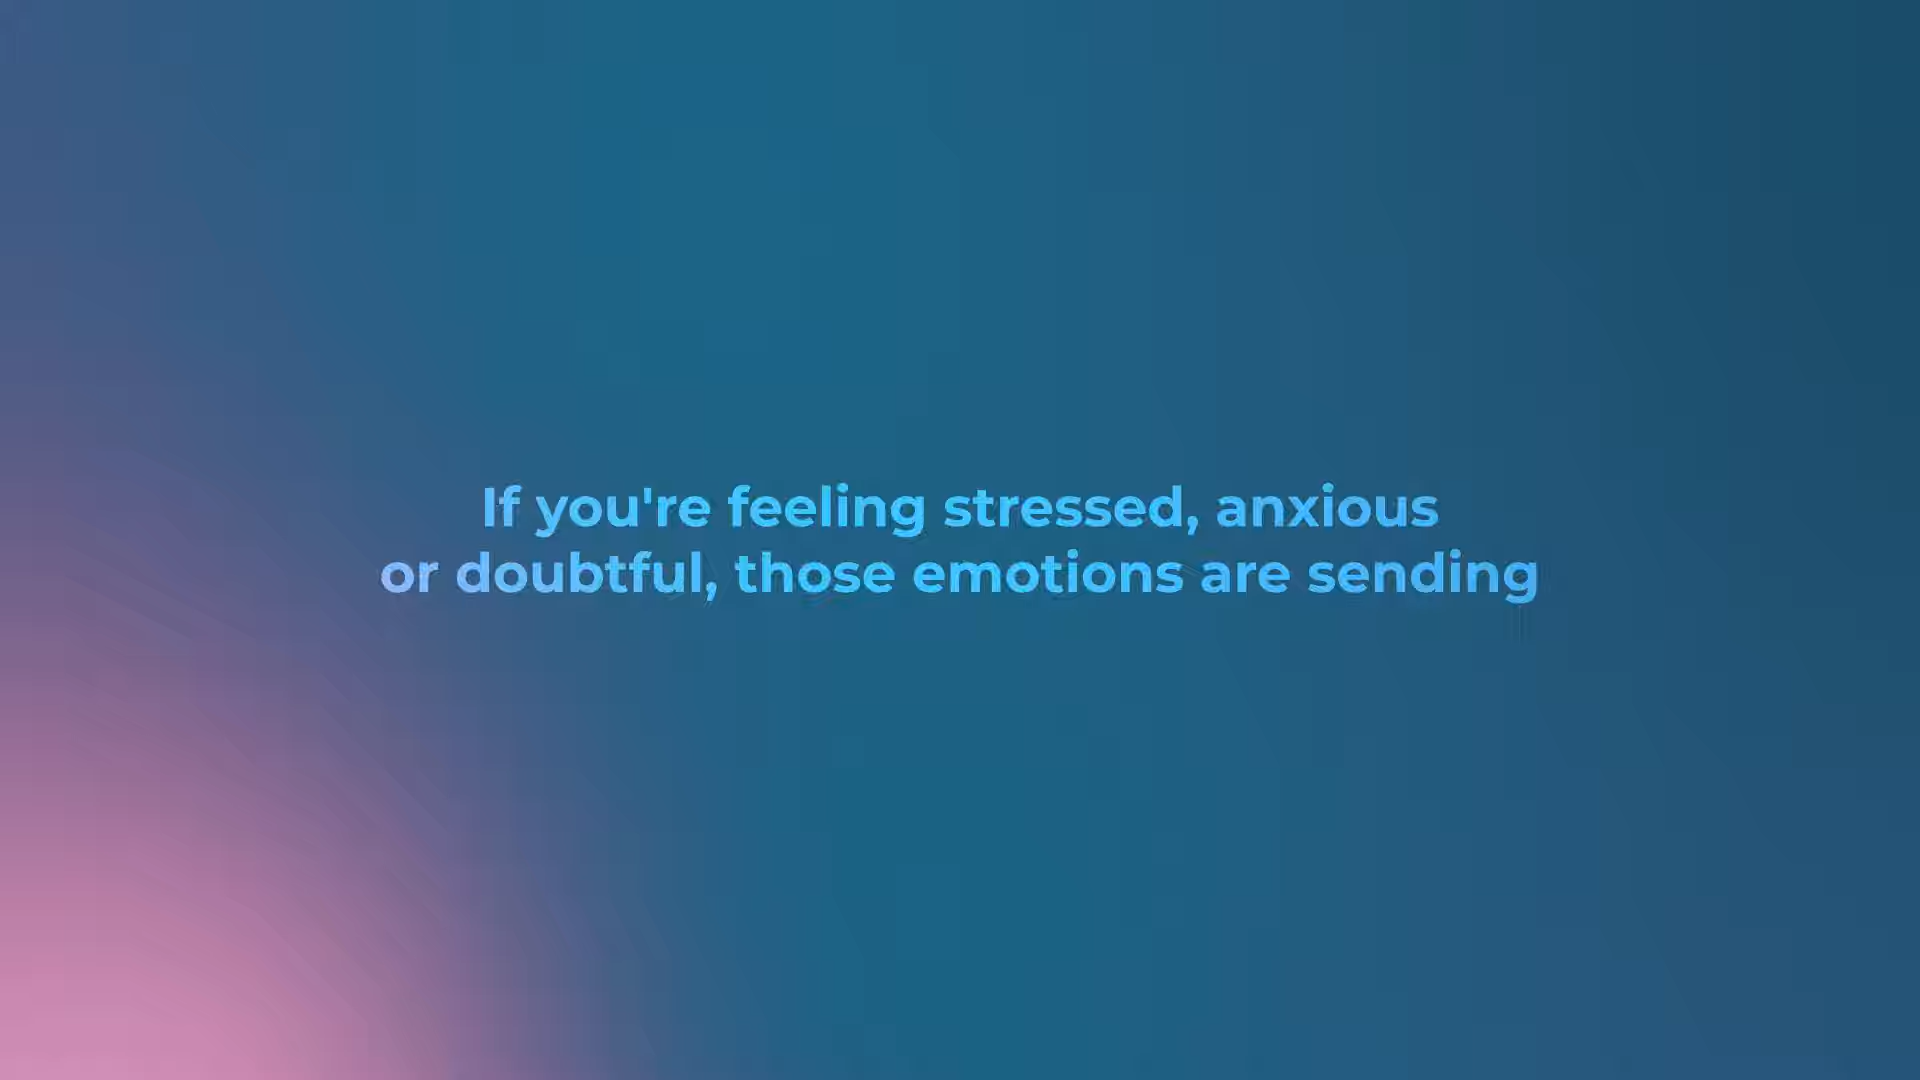 If you're feeling stressed, anxious
or doubtful, those emotions are sending